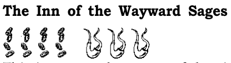 The Inn of the Wayward Sages